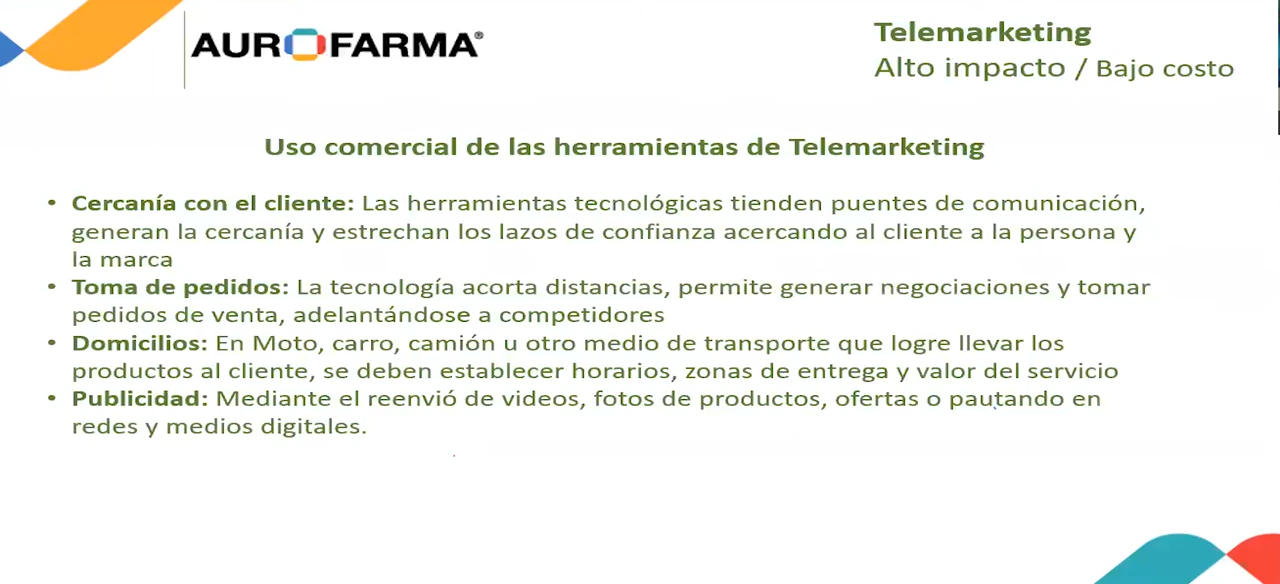 AUROFARMA®
Telemarketing
Alto impacto / Bajo costo
Uso comercial de las herramientas de Telemarketing
• Cercanía con el cliente: Las herramientas tecnológicas tienden puentes de comunicación,
generan la cercanía y estrechan los lazos de confianza acercando al cliente a la persona y
la marca
• Toma de pedidos: La tecnología acorta distancias, permite generar negociaciones y tomar
pedidos de venta, adelantándose a competidores
• Domicilios: En Moto, carro, camión u otro medio de transporte que logre llevar los
productos al cliente, se deben establecer horarios, zonas de entrega y valor del servicio
• Publicidad: Mediante el reenvió de videos, fotos de productos, ofertas o pautando en
redes y medios digitales.